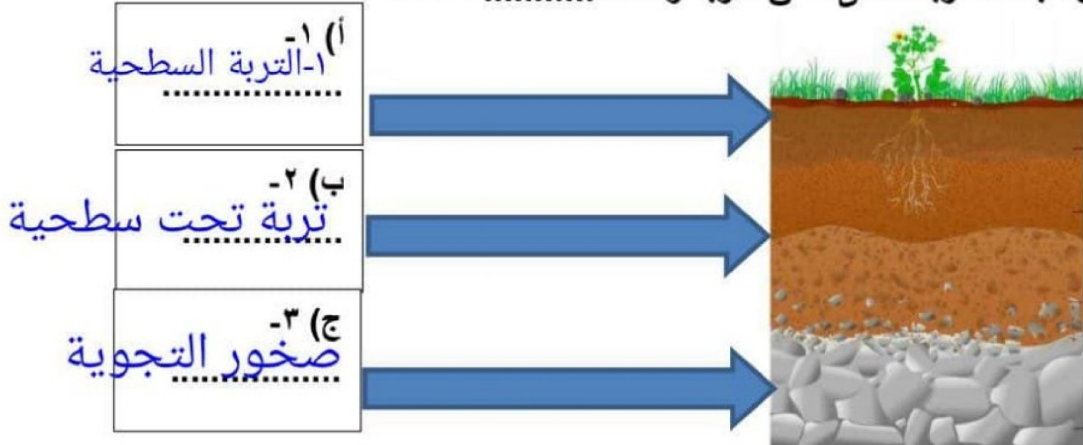 أ) ١-
١-التربة السطحية
..................
ب) ٢-
تربة تحت سطحية
................
ج) ٣-
صخور التجوية
.................